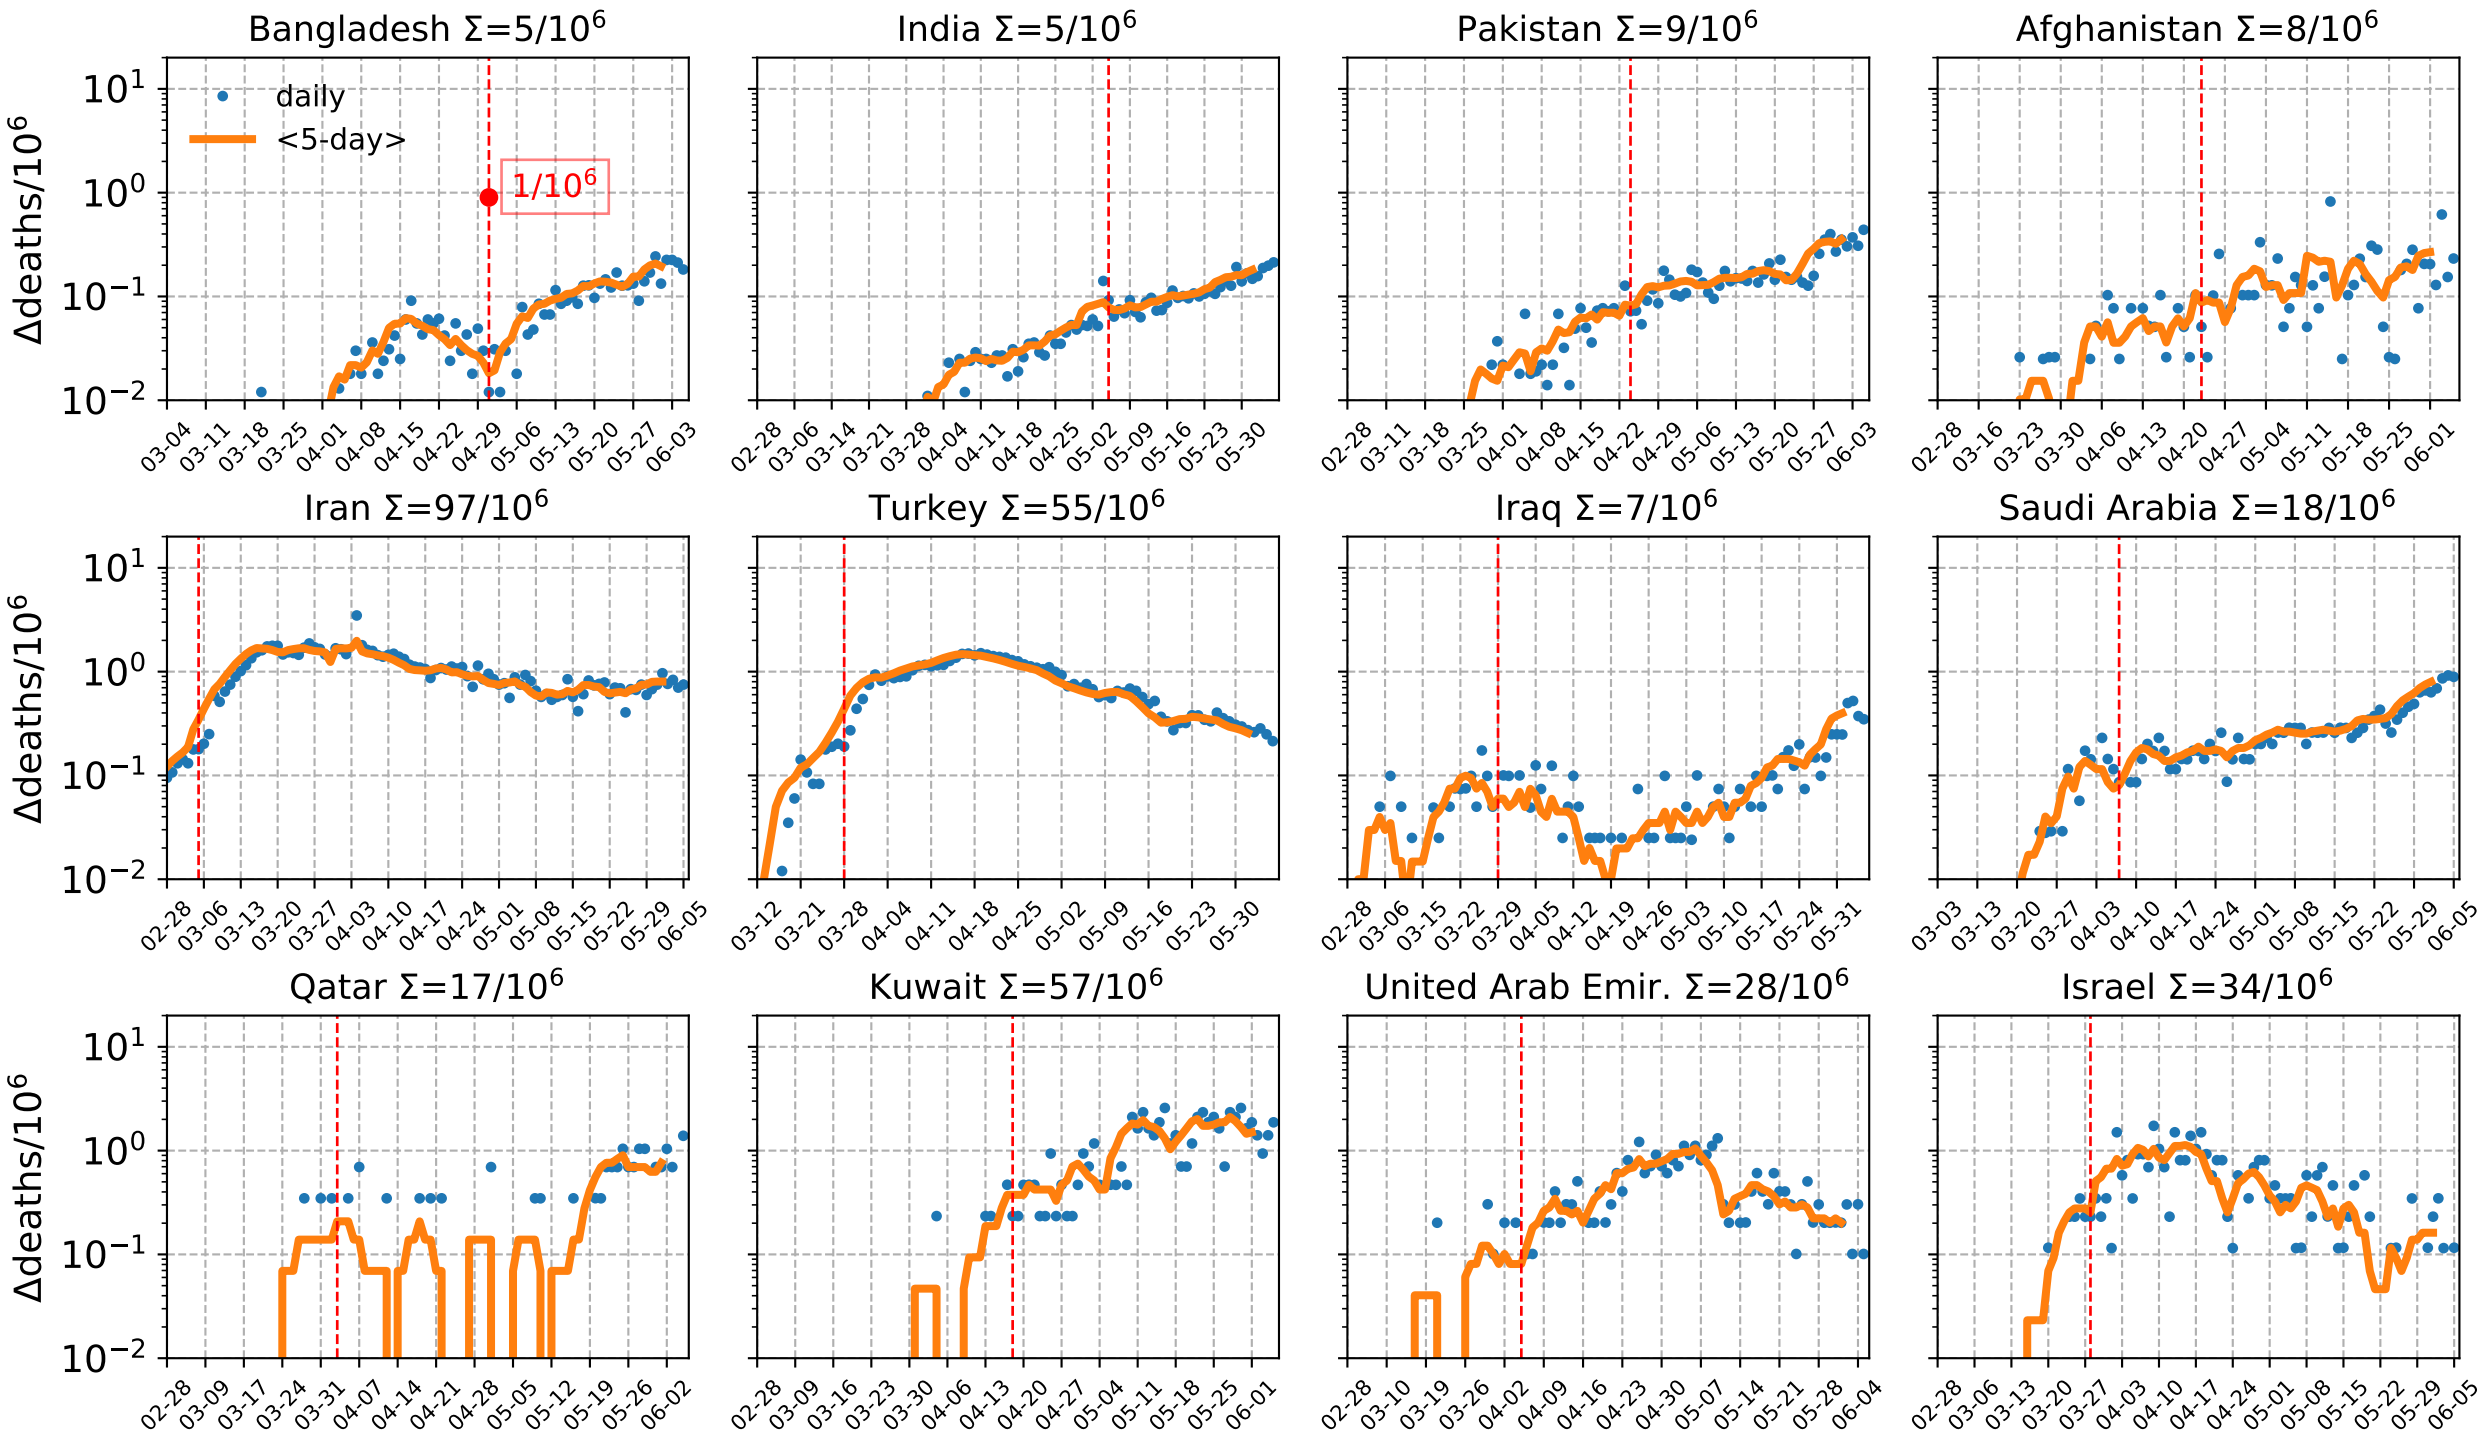 Bangladesh Σ=5/10⁶
India Σ=5/10⁶
Pakistan Σ=9/10⁶
Afghanistan Σ=8/10⁶
Δdeaths/10⁶
10¹
10⁰
10⁻¹
10⁻²
daily
<5-day>
1/10⁶
03-04 03-11 03-18 03-25 04-01 04-08 04-15 04-22 04-29 05-06 05-13 05-20 05-27 06-03
02-28 03-06 03-14 03-21 03-28 04-04 04-11 04-18 04-25 05-02 05-09 05-16 05-23 05-30
02-28 03-11 03-18 03-25 04-01 04-08 04-15 04-22 04-29 05-06 05-13 05-20 05-27 06-03
02-28 03-16 03-23 03-30 04-06 04-13 04-20 04-27 05-04 05-11 05-18 05-25 06-01
Iran Σ=97/10⁶
Turkey Σ=55/10⁶
Iraq Σ=7/10⁶
Saudi Arabia Σ=18/10⁶
Δdeaths/10⁶
10¹
10⁰
10⁻¹
10⁻²
02-28 03-06 03-13 03-20 03-27 04-03 04-10 04-17 04-24 05-01 05-08 05-15 05-22 05-29 06-05
03-12 03-21 03-28 04-04 04-11 04-18 04-25 05-02 05-09 05-16 05-23 05-30
02-28 03-06 03-15 03-22 03-29 04-05 04-12 04-19 04-26 05-03 05-10 05-17 05-24 05-31
03-03 03-13 03-20 03-27 04-03 04-10 04-17 04-24 05-01 05-08 05-15 05-22 05-29 06-05
Qatar Σ=17/10⁶
Kuwait Σ=57/10⁶
United Arab Emir. Σ=28/10⁶
Israel Σ=34/10⁶
Δdeaths/10⁶
10¹
10⁰
10⁻¹
10⁻²
02-28 03-09 03-17 03-24 03-31 04-07 04-14 04-21 04-28 05-05 05-12 05-19 05-26 06-02
02-28 03-09 03-16 03-23 03-30 04-06 04-13 04-20 04-27 05-04 05-11 05-18 05-25 06-01
02-28 03-10 03-19 03-26 04-02 04-09 04-16 04-23 04-30 05-07 05-14 05-21 05-28 06-04
02-28 03-06 03-13 03-20 03-27 04-03 04-10 04-17 04-24 05-01 05-08 05-15 05-22 05-29 06-05